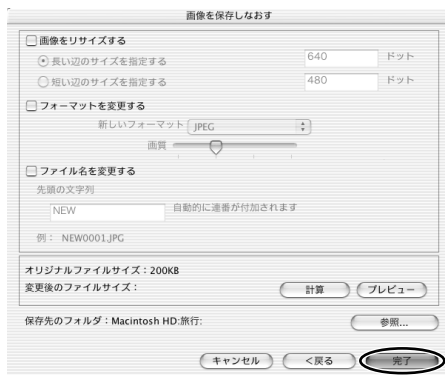 画像を保存しなおす
画像をリサイズする
長い辺のサイズを指定する 640 ドット
短い辺のサイズを指定する 480 ドット
フォーマットを変更する
新しいフォーマット JPEG
画質
ファイル名を変更する
先頭の文字列
NEW 自動的に連番が付加されます
例： NEW0001.JPG
オリジナルファイルサイズ：200KB
変更後のファイルサイズ： 計算 プレビュー
保存先のフォルダ：Macintosh HD:旅行: 参照...
キャンセル <戻る 完了